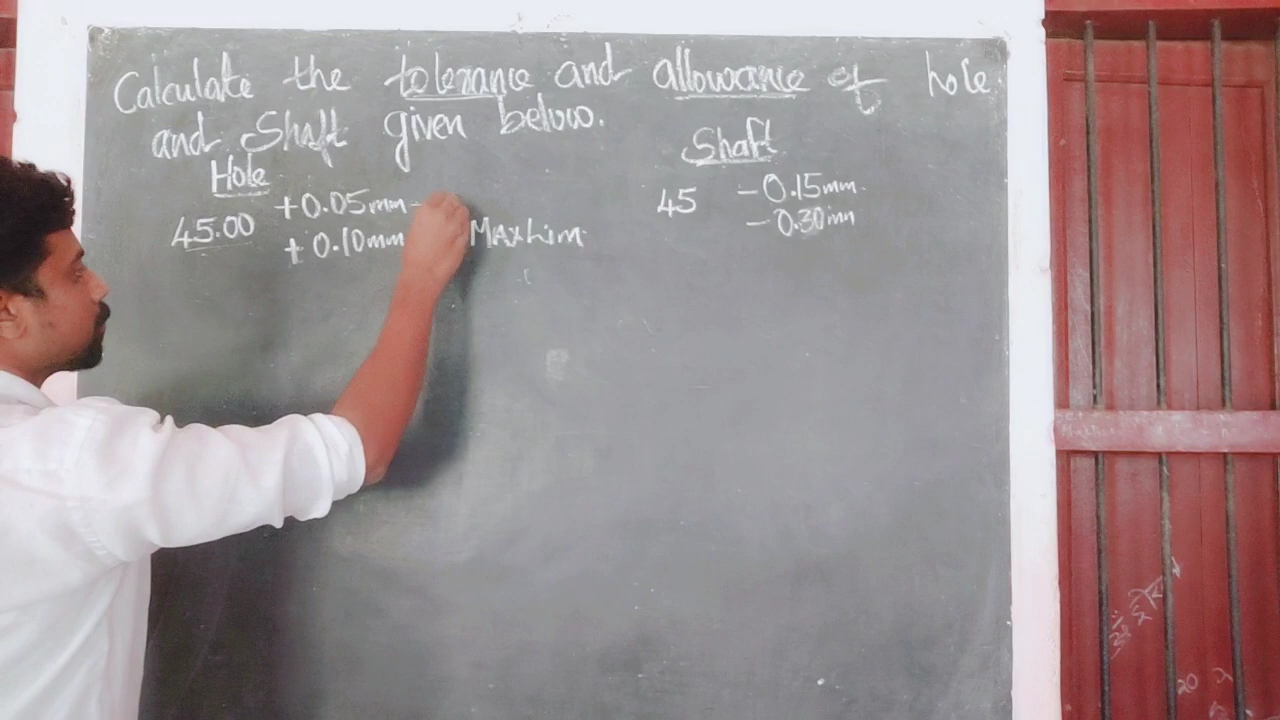 Calculate the tolerance and allowance of hole
and Shaft given below.
Hole
Shaft
45.00 +0.05mm
+ 0.10mm
Max Lim
45 -0.15mm
-0.30mm
20